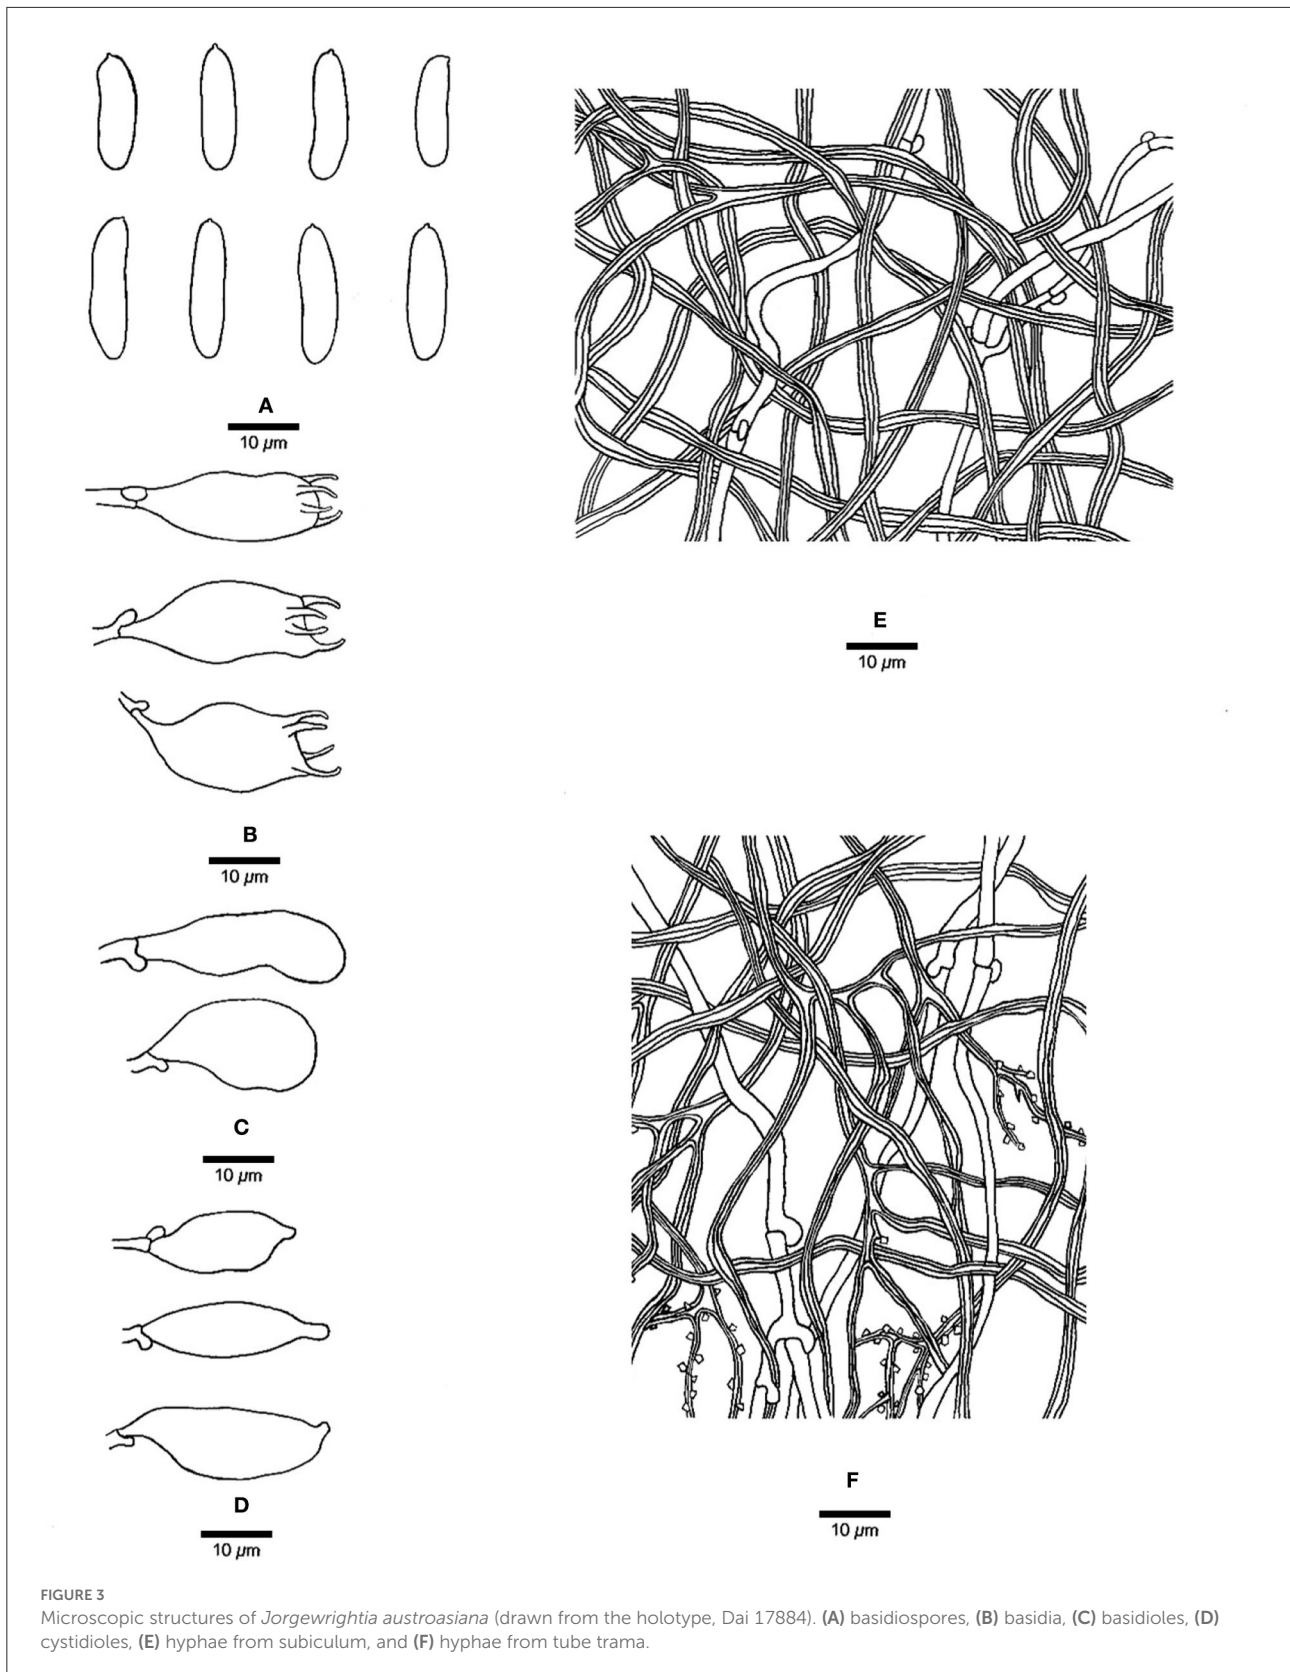 A
10 µm
B
10 µm
C
10 µm
D
10 µm
E
10 µm
F
10 µm
FIGURE 3
Microscopic structures of Jorgewrightia austroasiana (drawn from the holotype, Dai 17884). (A) basidiospores, (B) basidia, (C) basidioles, (D)
cystidioles, (E) hyphae from subiculum, and (F) hyphae from tube trama.